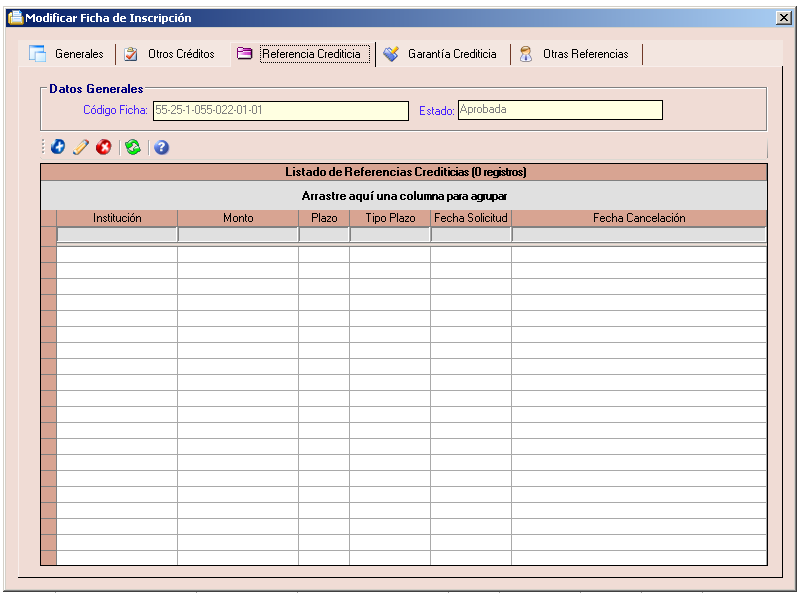 Modificar Ficha de Inscripción
Generales Otros Créditos Referencia Crediticia Garantía Crediticia Otras Referencias
Datos Generales
Código Ficha: 55-25-1-055-022-01-01 Estado: Aprobada
Listado de Referencias Crediticias (0 registros)
Arrastre aquí una columna para agrupar
Institución Monto Plazo Tipo Plazo Fecha Solicitud Fecha Cancelación